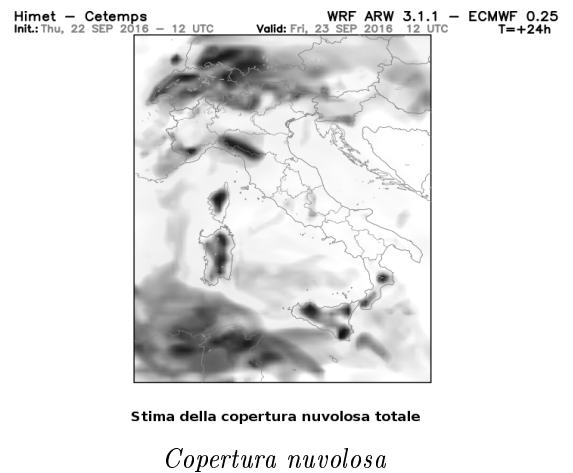 Himet – Cetemps WRF ARW 3.1.1 – ECMWF 0.25
Init.: Thu, 22 SEP 2016 – 12 UTC Valid: Fri, 23 SEP 2016 12 UTC T=+24h
Stima della copertura nuvolosa totale
Copertura nuvolosa